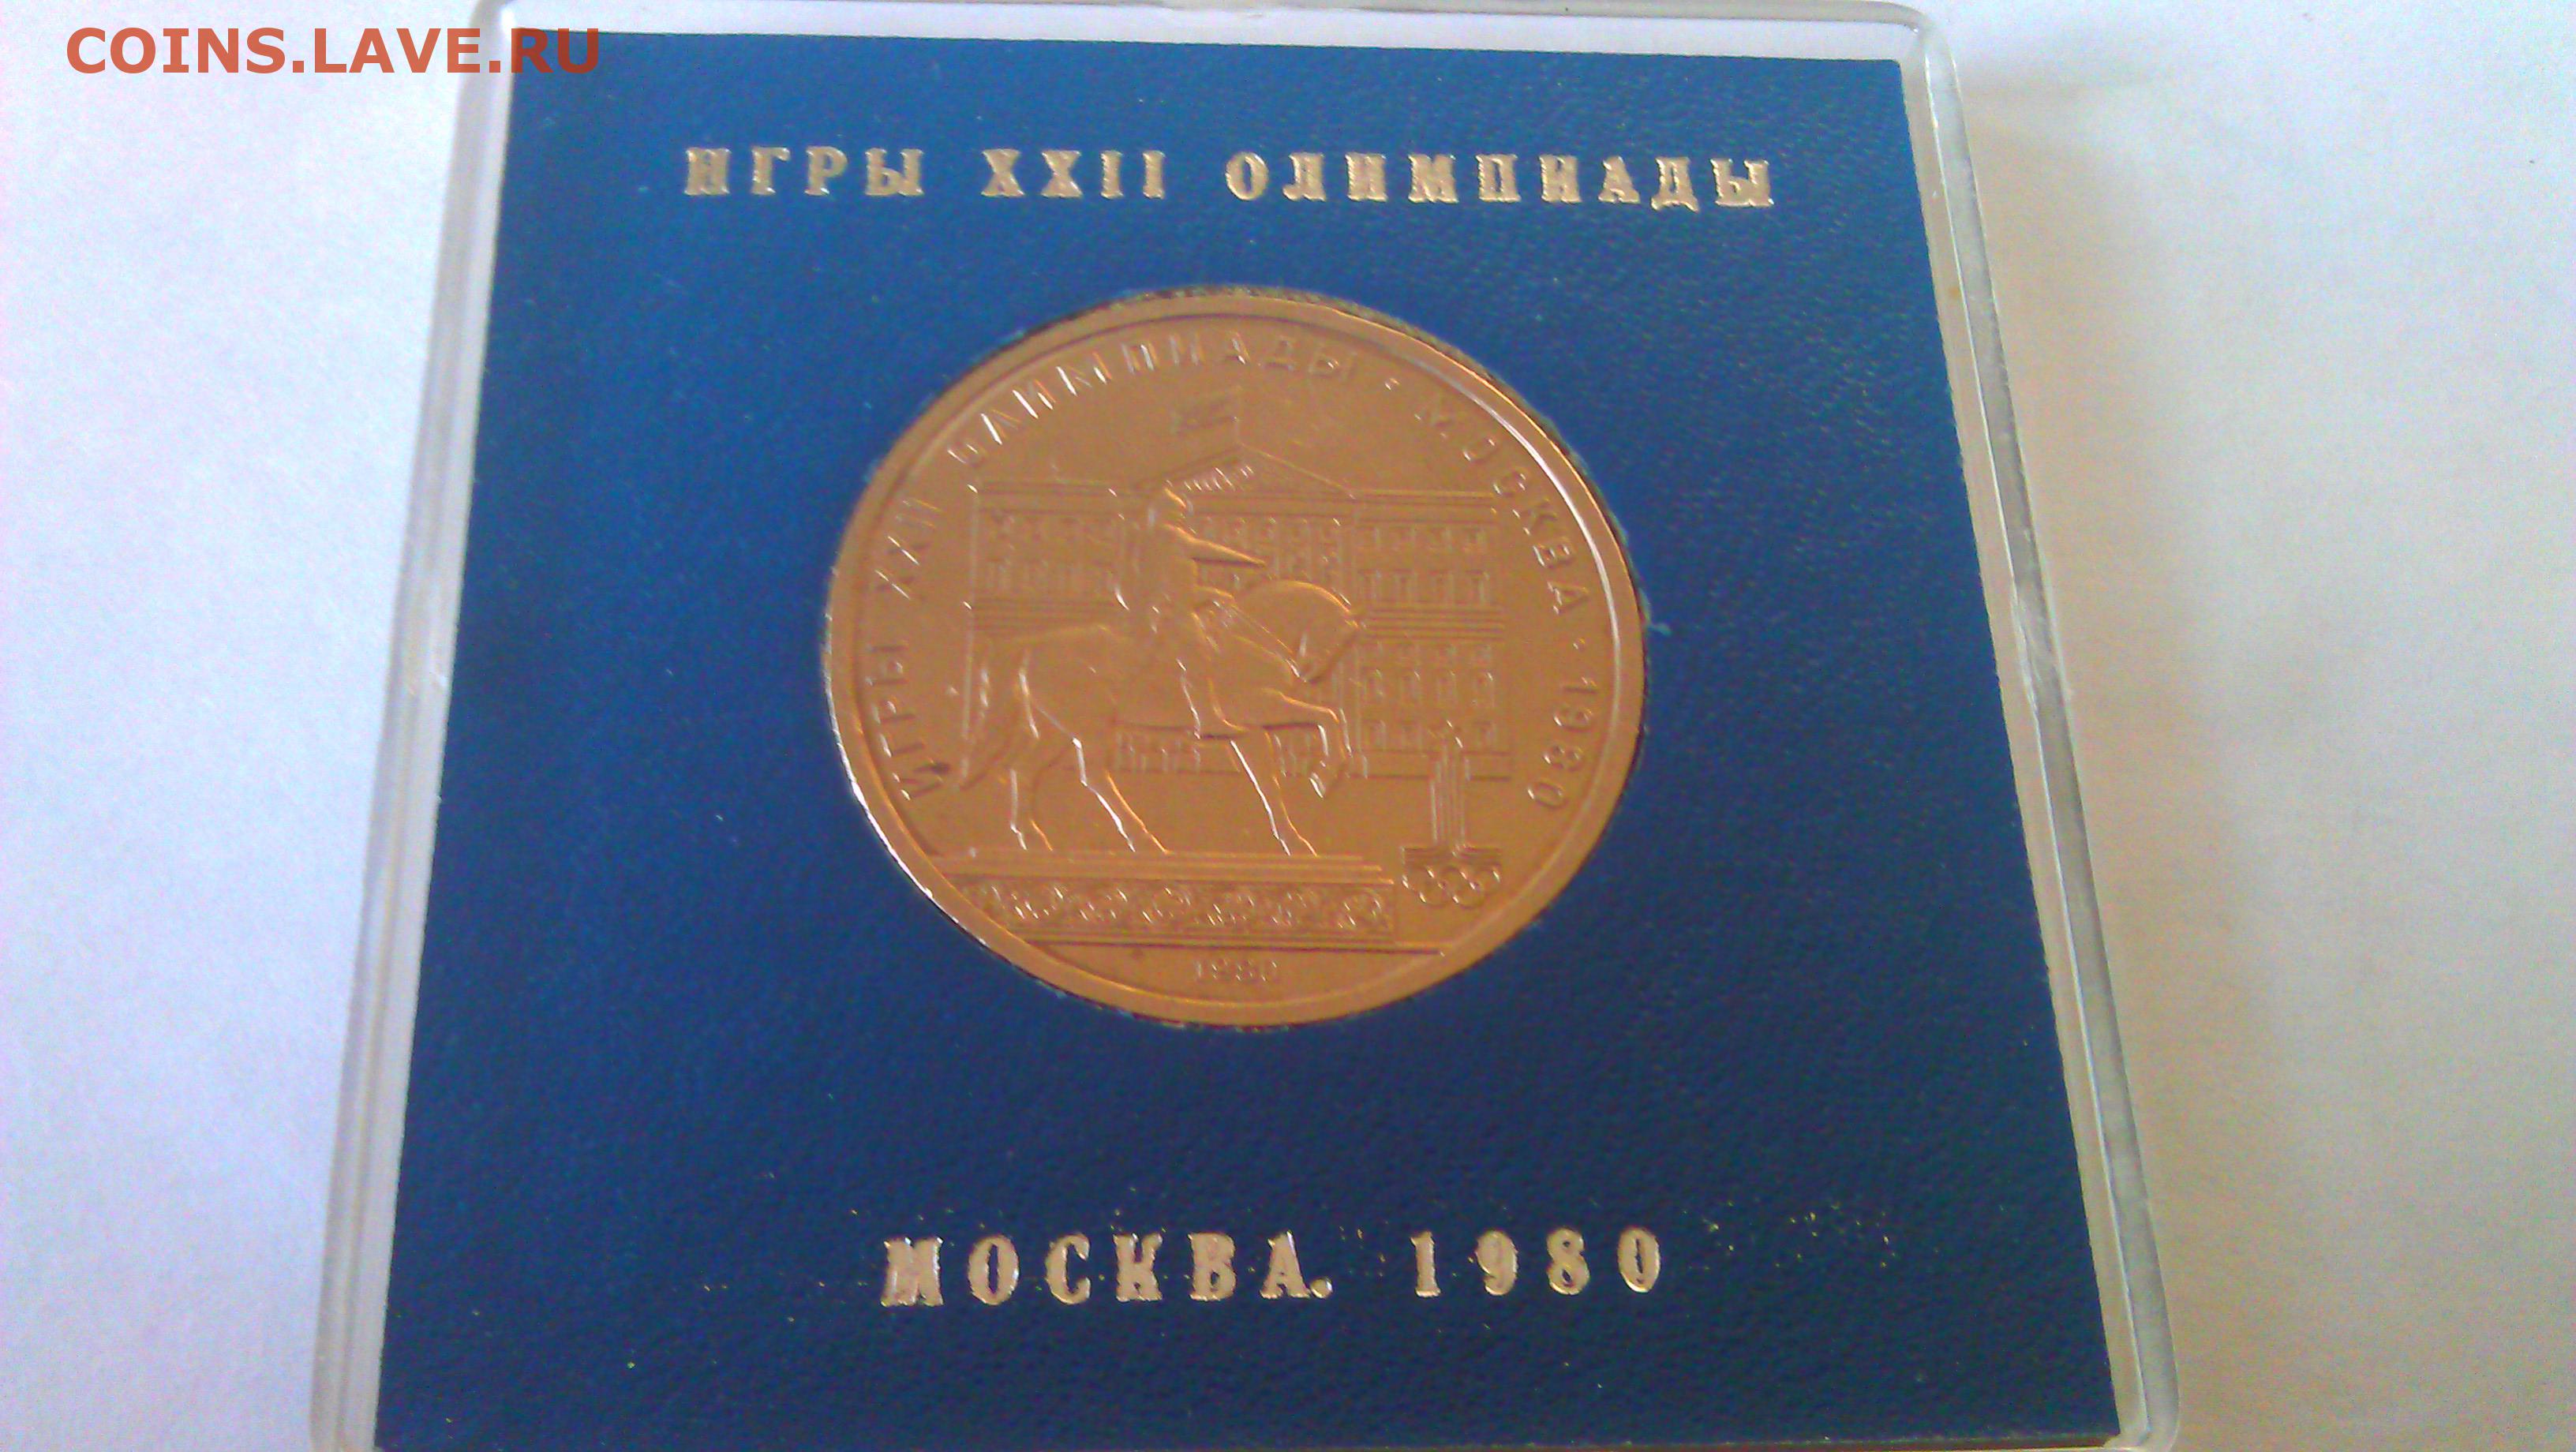 COINS.LAVE.RU
ИГРЫ XXII ОЛИМПИАДЫ
ИГРЫ XXII ОЛИМПИАДЫ · МОСКВА · 1980
1980
МОСКВА. 1980